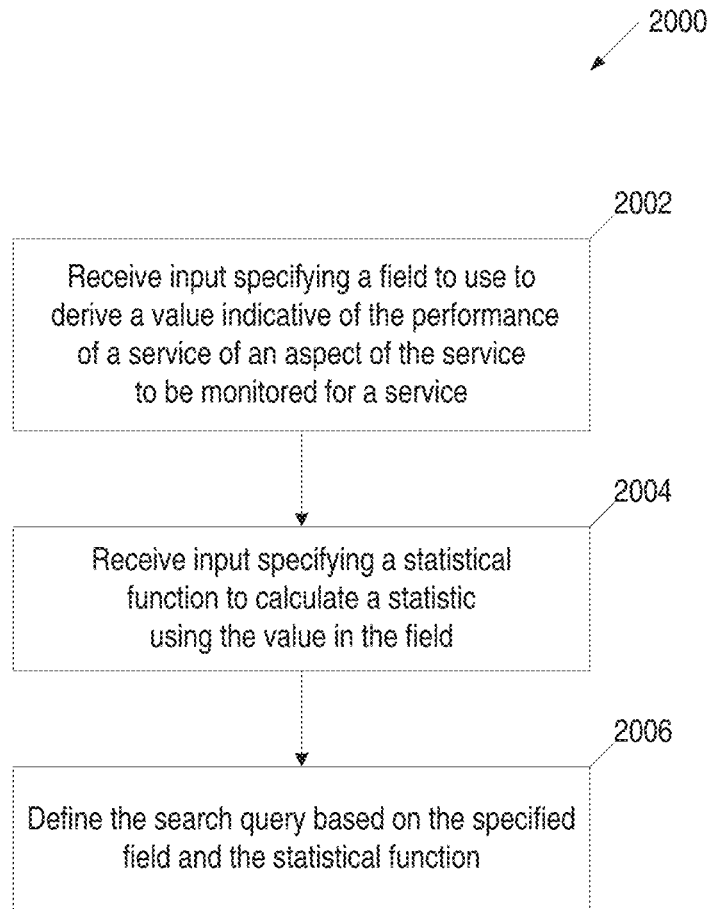 2000
2002
Receive input specifying a field to use to
derive a value indicative of the performance
of a service of an aspect of the service
to be monitored for a service
2004
Receive input specifying a statistical
function to calculate a statistic
using the value in the field
2006
Define the search query based on the specified
field and the statistical function